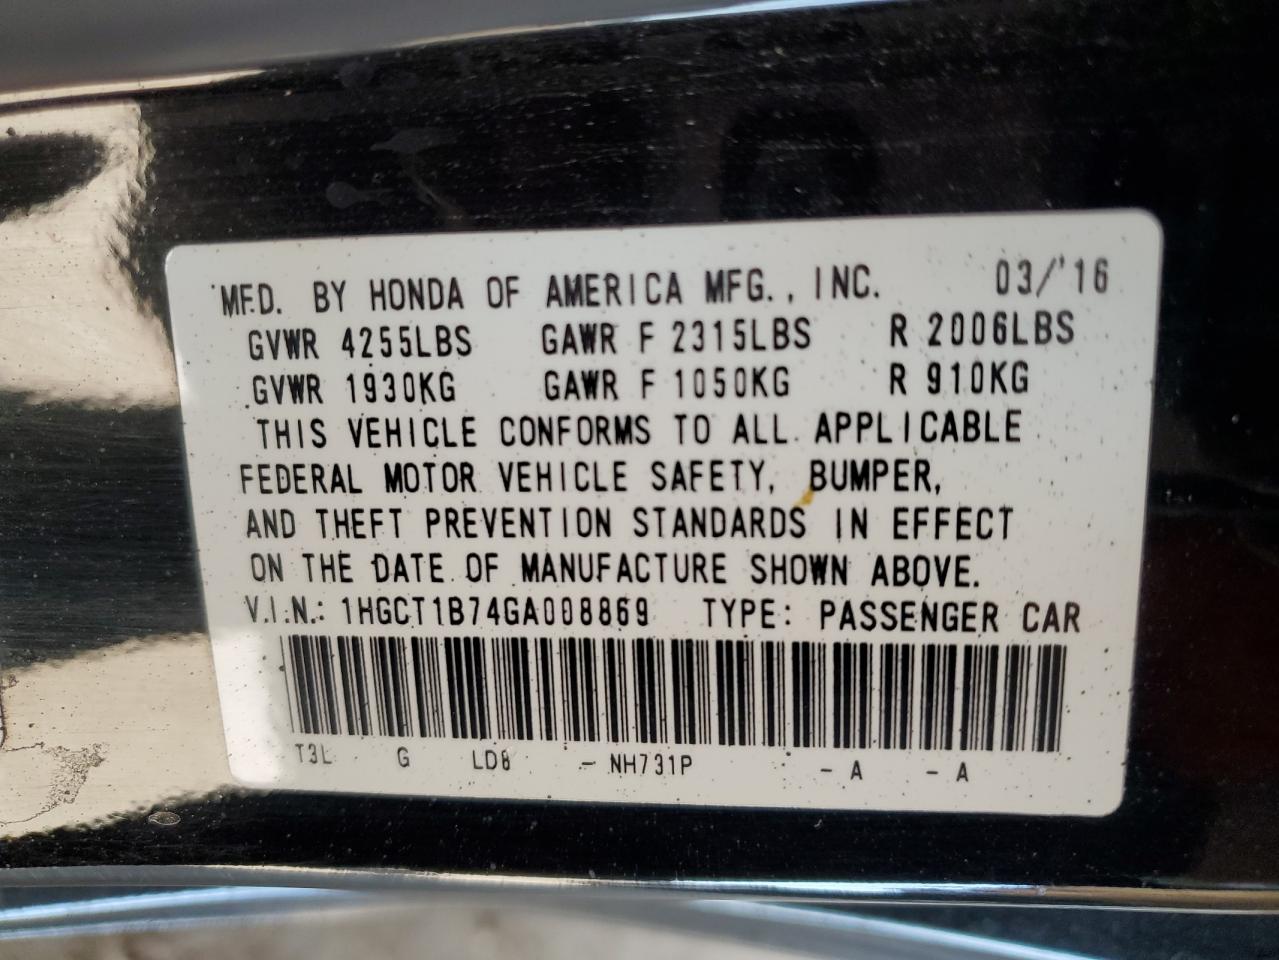 MFD. BY HONDA OF AMERICA MFG., INC. 03/'16
GVWR 4255LBS GAWR F 2315LBS R 2006LBS
GVWR 1930KG GAWR F 1050KG R 910KG
THIS VEHICLE CONFORMS TO ALL APPLICABLE
FEDERAL MOTOR VEHICLE SAFETY, BUMPER,
AND THEFT PREVENTION STANDARDS IN EFFECT
ON THE DATE OF MANUFACTURE SHOWN ABOVE.
V.I.N.: 1HGCT1B74GA008869 TYPE: PASSENGER CAR
T3L G LD8 - NH731P - A - A